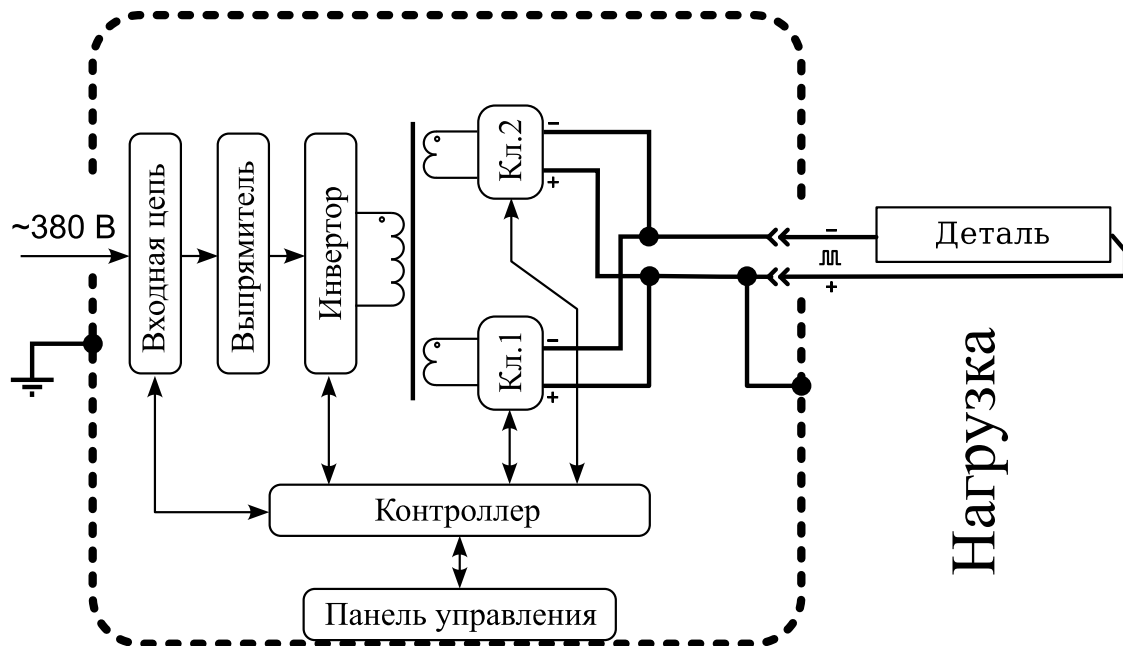 ~380 В
Входная цепь
Выпрямитель
Инвертор
Кл.2
−
+
Кл.1
−
+
−
+
Деталь
Нагрузка
Контроллер
Панель управления